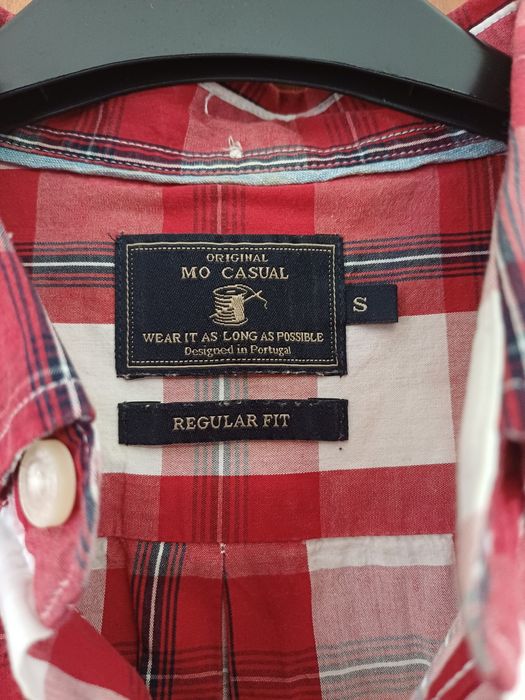 ORIGINAL
MO CASUAL
WEAR IT AS LONG AS POSSIBLE
Designed in Portugal
S
REGULAR FIT